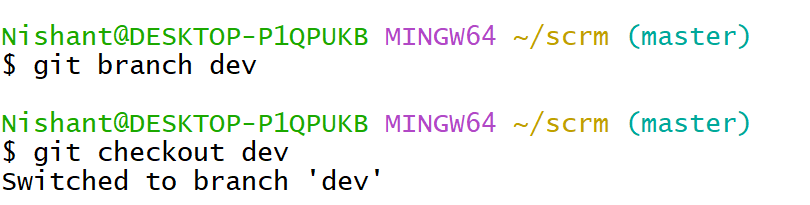 Nishant@DESKTOP-P1QPUKB MINGW64 ~/scrm (master)
$ git branch dev
Nishant@DESKTOP-P1QPUKB MINGW64 ~/scrm (master)
$ git checkout dev
Switched to branch 'dev'